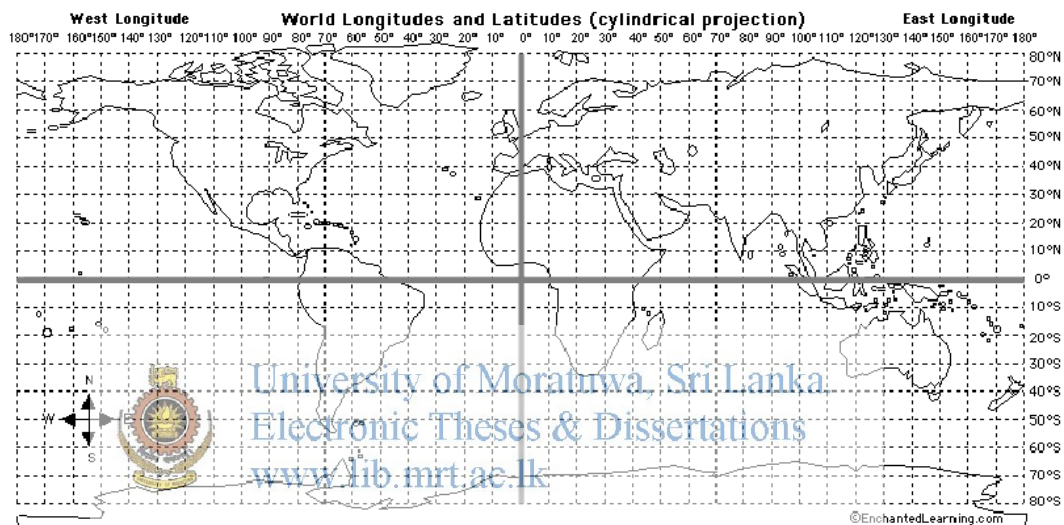 West Longitude World Longitudes and Latitudes (cylindrical projection) East Longitude
180°170° 160°150° 140°130° 120°110° 100° 90° 80° 70° 60° 50° 40° 30° 20° 10° 0° 10° 20° 30° 40° 50° 60° 70° 80° 90° 100° 110° 120°130° 140° 150°160° 170° 180°
80°N
70°N
60°N
50°N
40°N
30°N
20°N
10°N
0°
10°S
20°S
30°S
40°S
50°S
60°S
70°S
80°S
N
W E
S
University of Moratuwa, Sri Lanka
Electronic Theses & Dissertations
www.lib.mrt.ac.lk
©EnchantedLearning.com